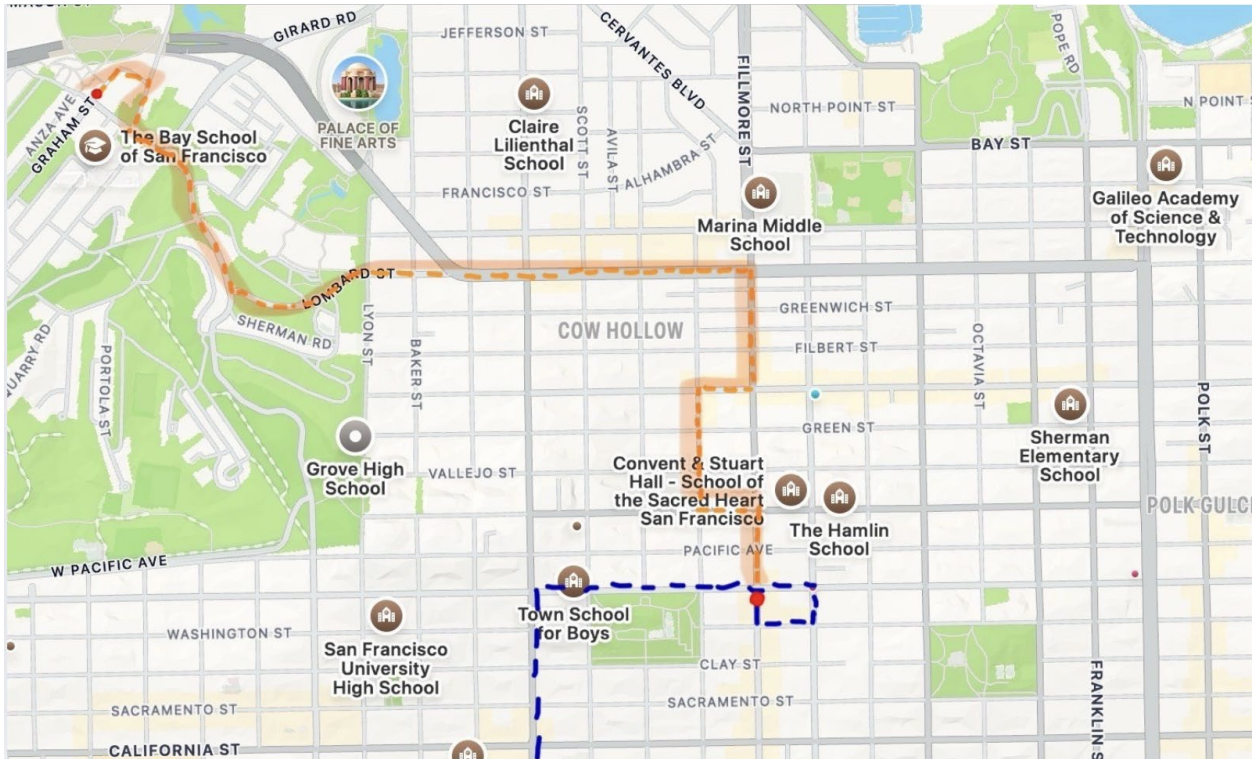 GIRARD RD
JEFFERSON ST
CERVANTES BLVD
POPE RD
ANZA AVE
GRAHAM ST
The Bay School
of San Francisco
PALACE OF
FINE ARTS
Claire
Lilienthal
School
SCOTT ST
AVILA ST
ALHAMBRA ST
FILLMORE ST
NORTH POINT ST
N POINT
BAY ST
FRANCISCO ST
Marina Middle
School
Galileo Academy
of Science &
Technology
LOMBARD ST
SHERMAN RD
LYON ST
COW HOLLOW
GREENWICH ST
FILBERT ST
OCTAVIA ST
QUARRY RD
PORTOLA ST
BAKER ST
GREEN ST
POLK ST
Sherman
Elementary
School
Grove High
School
VALLEJO ST
Convent & Stuart
Hall - School of
the Sacred Heart
San Francisco
The Hamlin
School
POLK GULC
W PACIFIC AVE
PACIFIC AVE
Town School
for Boys
WASHINGTON ST
San Francisco
University
High School
CLAY ST
SACRAMENTO ST
SACRAMENTO ST
FRANKLIN S
CALIFORNIA ST